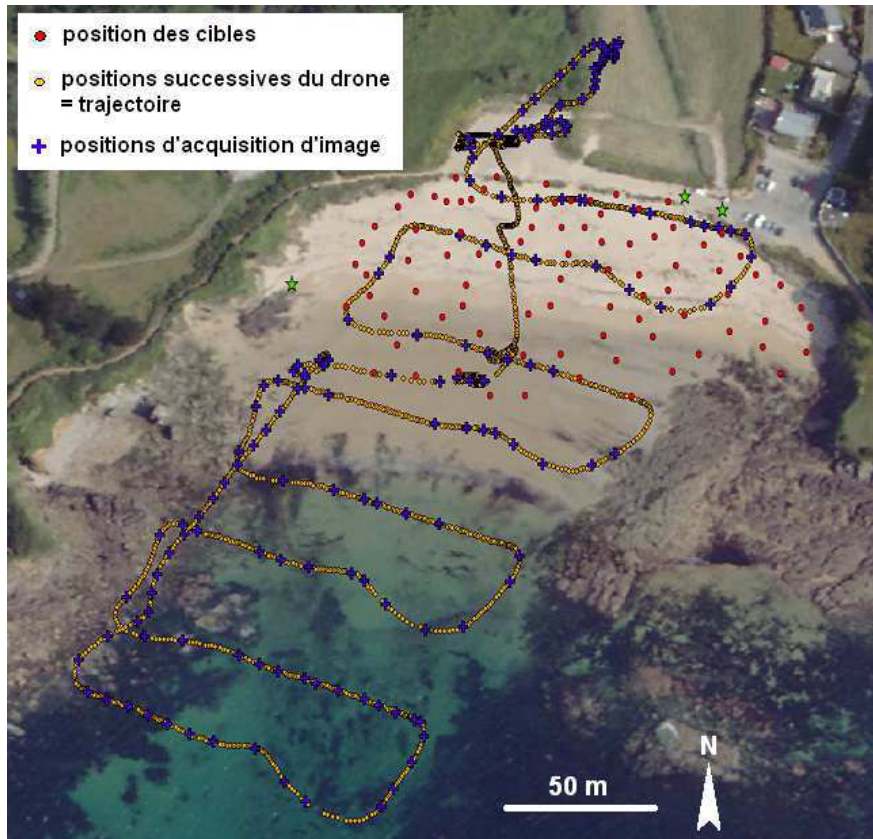 position des cibles
positions successives du drone
= trajectoire
positions d'acquisition d'image
N
50 m